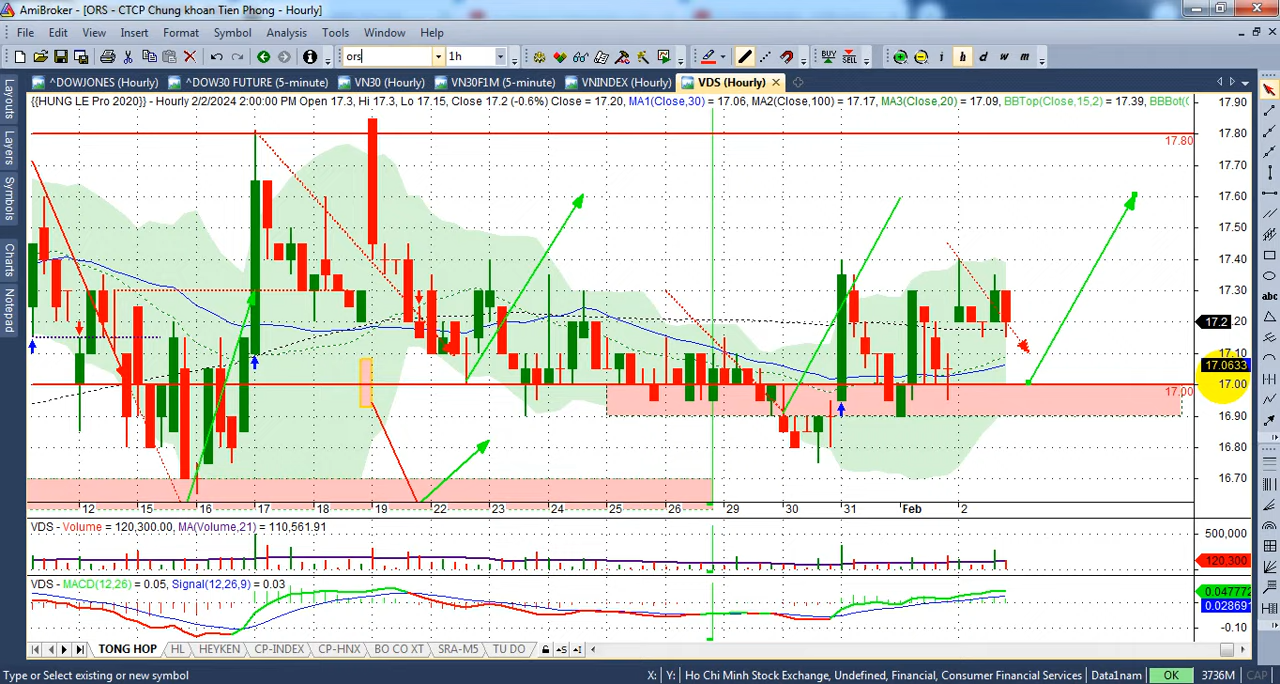 AmiBroker - [ORS - CTCP Chung khoan Tien Phong - Hourly]
File Edit View Insert Format Symbol Analysis Tools Window Help
ors 1h BUY SELL i h d w m
^DOWJONES (Hourly) ^DOW30 FUTURE (5-minute) VN30 (Hourly) VN30F1M (5-minute) VNINDEX (Hourly) VDS (Hourly)
Layouts
Layers
Symbols
Charts
Notepad
{{HUNG LE Pro 2020}} - Hourly 2/2/2024 2:00:00 PM Open 17.3, Hi 17.3, Lo 17.15, Close 17.2 (-0.6%) Close = 17.20, MA1(Close,30) = 17.06, MA2(Close,100) = 17.17, MA3(Close,20) = 17.09, BBTop(Close,15,2) = 17.39, BBBot(
17.90
17.80
17.80
17.70
17.60
17.50
17.40
17.30
17.2 20
17.10
17.0633
17.00
17.00
16.90
16.80
16.70
12 15 16 17 18 19 22 23 24 25 26 29 30 31 Feb 2
VDS - Volume = 120,300.00, MA(Volume,21) = 110,561.91
500,000
120,300
VDS - MACD(12,26) = 0.05, Signal(12,26,9) = 0.03
0.047772
0.02869
-0.10
abc
TONG HOP HL HEYKEN CP-INDEX CP-HNX BO CO XT SRA-M5 TU DO
Type or Select existing or new symbol X: Y: Ho Chi Minh Stock Exchange, Undefined, Financial, Consumer Financial Services Data1nam OK 3736M CAP